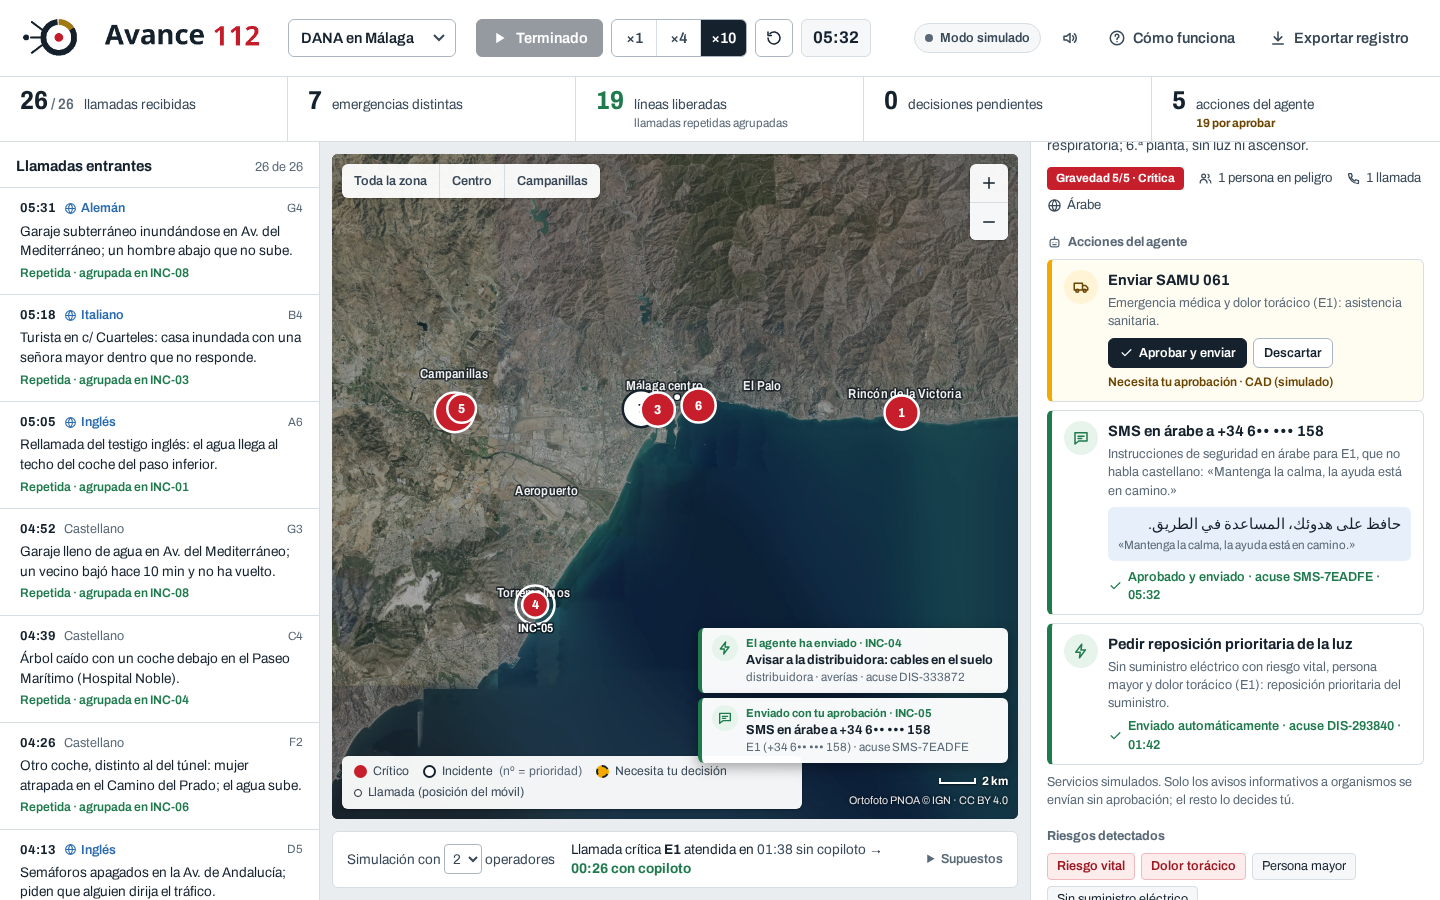 Avance 112
DANA en Málaga
Terminado
×1
×4
×10
05:32
Modo simulado
Cómo funciona
Exportar registro
26 / 26 llamadas recibidas
7 emergencias distintas
19 líneas liberadas
llamadas repetidas agrupadas
0 decisiones pendientes
5 acciones del agente
19 por aprobar
Llamadas entrantes
26 de 26
05:31 Alemán G4
Garaje subterráneo inundándose en Av. del
Mediterráneo; un hombre abajo que no sube.
Repetida · agrupada en INC-08
05:18 Italiano B4
Turista en c/ Cuarteles: casa inundada con una
señora mayor dentro que no responde.
Repetida · agrupada en INC-03
05:05 Inglés A6
Rellamada del testigo inglés: el agua llega al
techo del coche del paso inferior.
Repetida · agrupada en INC-01
04:52 Castellano G3
Garaje lleno de agua en Av. del Mediterráneo;
un vecino bajó hace 10 min y no ha vuelto.
Repetida · agrupada en INC-08
04:39 Castellano C4
Árbol caído con un coche debajo en el Paseo
Marítimo (Hospital Noble).
Repetida · agrupada en INC-04
04:26 Castellano F2
Otro coche, distinto al del túnel: mujer
atrapada en el Camino del Prado; el agua sube.
Repetida · agrupada en INC-06
04:13 Inglés D5
Semáforos apagados en la Av. de Andalucía;
piden que alguien dirija el tráfico.
Toda la zona
Centro
Campanillas
+
−
Campanillas
5
Málaga centro
3
6
El Palo
Rincón de la Victoria
1
Aeropuerto
4
INC-05
El agente ha enviado · INC-04
Avisar a la distribuidora: cables en el suelo
distribuidora · averías · acuse DIS-333872
Enviado con tu aprobación · INC-05
SMS en árabe a +34 6•• ••• 158
E1 (+34 6•• ••• 158) · acuse SMS-7EADFE
Crítico
Incidente (nº = prioridad)
Necesita tu decisión
Llamada (posición del móvil)
2 km
Ortofoto PNOA © IGN · CC BY 4.0
Simulación con 2 operadores
Llamada crítica E1 atendida en 01:38 sin copiloto →
00:26 con copiloto
Supuestos
respiratoria; 6.ª planta, sin luz ni ascensor.
Gravedad 5/5 · Crítica
1 persona en peligro
1 llamada
Árabe
Acciones del agente
Enviar SAMU 061
Emergencia médica y dolor torácico (E1): asistencia
sanitaria.
Aprobar y enviar
Descartar
Necesita tu aprobación · CAD (simulado)
SMS en árabe a +34 6•• ••• 158
Instrucciones de seguridad en árabe para E1, que no
habla castellano: «Mantenga la calma, la ayuda está
en camino.»
حافظ على هدوئك، المساعدة في الطريق.
«Mantenga la calma, la ayuda está en camino.»
Aprobado y enviado · acuse SMS-7EADFE ·
05:32
Pedir reposición prioritaria de la luz
Sin suministro eléctrico con riesgo vital, persona
mayor y dolor torácico (E1): reposición prioritaria del
suministro.
Enviado automáticamente · acuse DIS-293840 ·
01:42
Servicios simulados. Solo los avisos informativos a organismos se
envían sin aprobación; el resto lo decides tú.
Riesgos detectados
Riesgo vital
Dolor torácico
Persona mayor
Sin suministro eléctrico